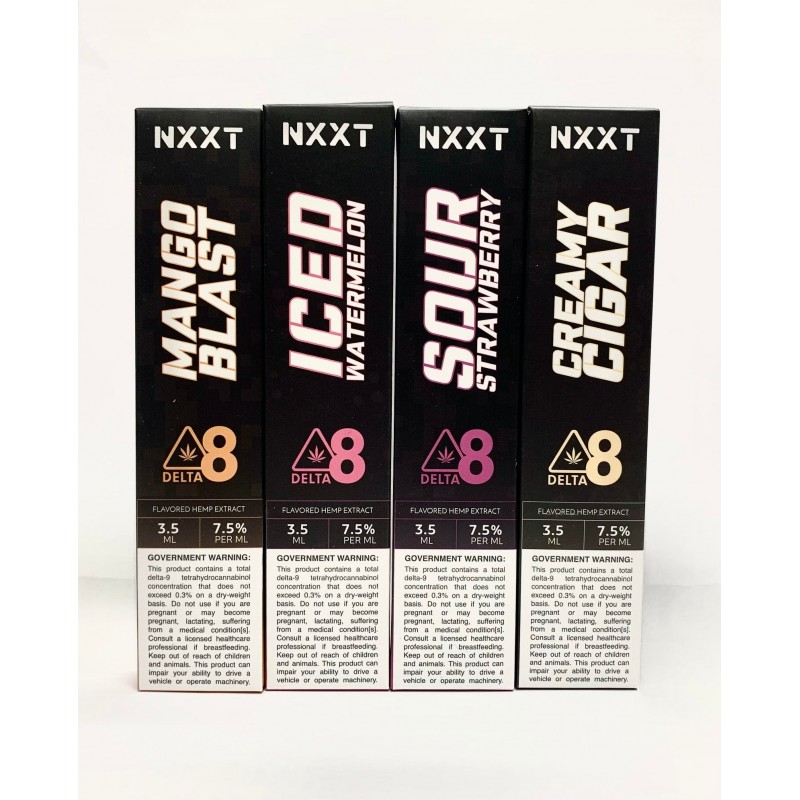 NXXT
MANGO
BLAST
DELTA 8
FLAVORED HEMP EXTRACT
3.5
ML
7.5%
PER ML
GOVERNMENT WARNING:
This product contains a total
delta-9 tetrahydrocannabinol
concentration that does not
exceed 0.3% on a dry-weight
basis. Do not use if you are
pregnant or may become
pregnant, lactating, suffering
from a medical condition[s].
Consult a licensed healthcare
professional if breastfeeding.
Keep out of reach of children
and animals. This product can
impair your ability to drive a
vehicle or operate machinery.
NXXT
ICED
WATERMELON
DELTA 8
FLAVORED HEMP EXTRACT
3.5
ML
7.5%
PER ML
GOVERNMENT WARNING:
This product contains a total
delta-9 tetrahydrocannabinol
concentration that does not
exceed 0.3% on a dry-weight
basis. Do not use if you are
pregnant or may become
pregnant, lactating, suffering
from a medical condition[s].
Consult a licensed healthcare
professional if breastfeeding.
Keep out of reach of children
and animals. This product can
impair your ability to drive a
vehicle or operate machinery.
NXXT
SOUR
STRAWBERRY
DELTA 8
FLAVORED HEMP EXTRACT
3.5
ML
7.5%
PER ML
GOVERNMENT WARNING:
This product contains a total
delta-9 tetrahydrocannabinol
concentration that does not
exceed 0.3% on a dry-weight
basis. Do not use if you are
pregnant or may become
pregnant, lactating, suffering
from a medical condition[s].
Consult a licensed healthcare
professional if breastfeeding.
Keep out of reach of children
and animals. This product can
impair your ability to drive a
vehicle or operate machinery.
NXXT
CREAMY
CIGAR
DELTA 8
FLAVORED HEMP EXTRACT
3.5
ML
7.5%
PER ML
GOVERNMENT WARNING:
This product contains a total
delta-9 tetrahydrocannabinol
concentration that does not
exceed 0.3% on a dry-weight
basis. Do not use if you are
pregnant or may become
pregnant, lactating, suffering
from a medical condition[s].
Consult a licensed healthcare
professional if breastfeeding.
Keep out of reach of children
and animals. This product can
impair your ability to drive a
vehicle or operate machinery.